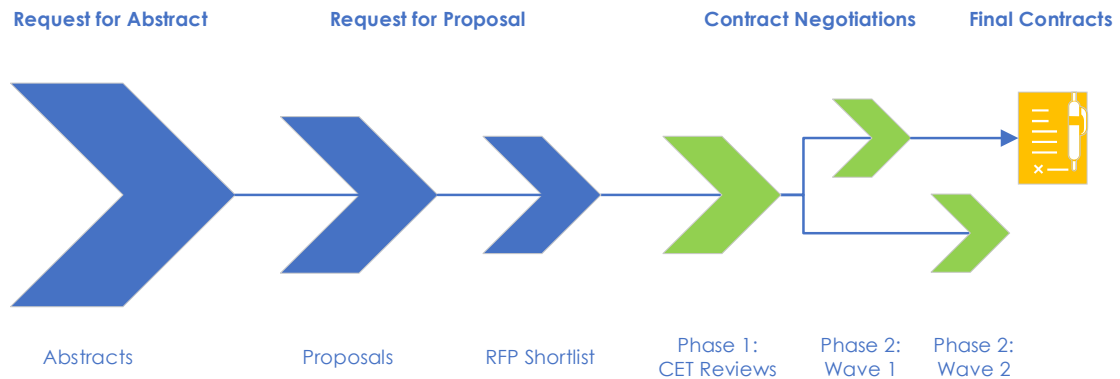 Request for Abstract
Request for Proposal
Contract Negotiations
Final Contracts
Abstracts
Proposals
RFP Shortlist
Phase 1:
CET Reviews
Phase 2:
Wave 1
Phase 2:
Wave 2